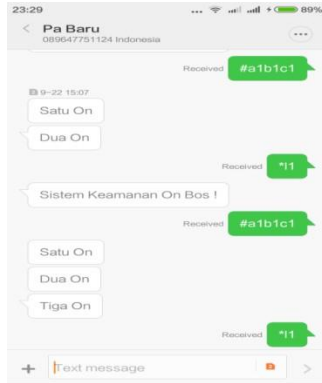 23:29
... 89%
Pa Baru
089647751124 Indonesia
Received #a1b1c1
9-22 15:07
Satu On
Dua On
Received *I1
Sistem Keamanan On Bos !
Received #a1b1c1
Satu On
Dua On
Tiga On
Received *I1
Text message